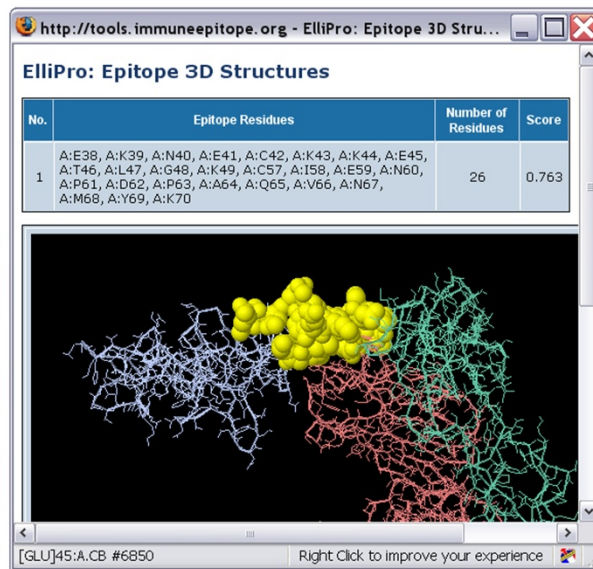 http://tools.immuneepitope.org - ElliPro: Epitope 3D Stru...
ElliPro: Epitope 3D Structures
No. Epitope Residues Number of Residues Score
1 A:E38, A:K39, A:N40, A:E41, A:C42, A:K43, A:K44, A:E45,
A:T46, A:L47, A:G48, A:K49, A:C57, A:I58, A:E59, A:N60,
A:P61, A:D62, A:P63, A:A64, A:Q65, A:V66, A:N67,
A:M68, A:Y69, A:K70
26 0.763
[GLU]45:A.CB #6850 Right Click to improve your experience